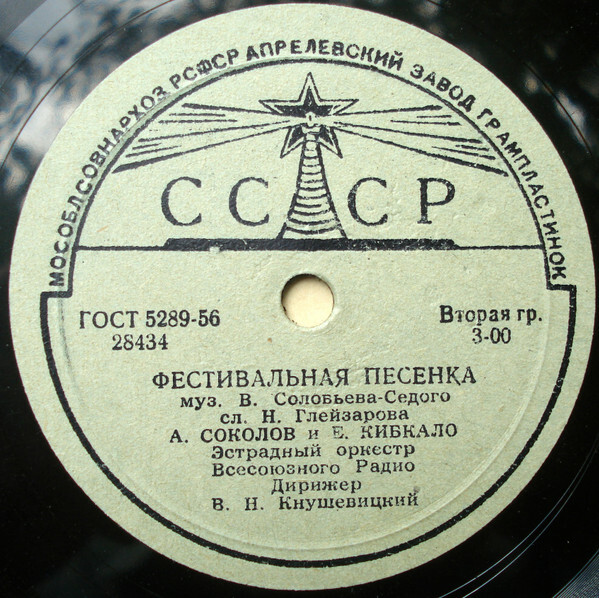 МОСОБЛСОВНАРХОЗ РСФСР АПРЕЛЕВСКИЙ ЗАВОД ГРАМПЛАСТИНОК
СССР
ГОСТ 5289-56
28434
Вторая гр.
3-00
ФЕСТИВАЛЬНАЯ ПЕСЕНКА
муз. В. Соловьева-Седого
сл. Н. Глейзарова
А. СОКОЛОВ и Е. КИБКАЛО
Эстрадный оркестр
Всесоюзного Радио
Дирижер
В. Н. Кнушевицкий